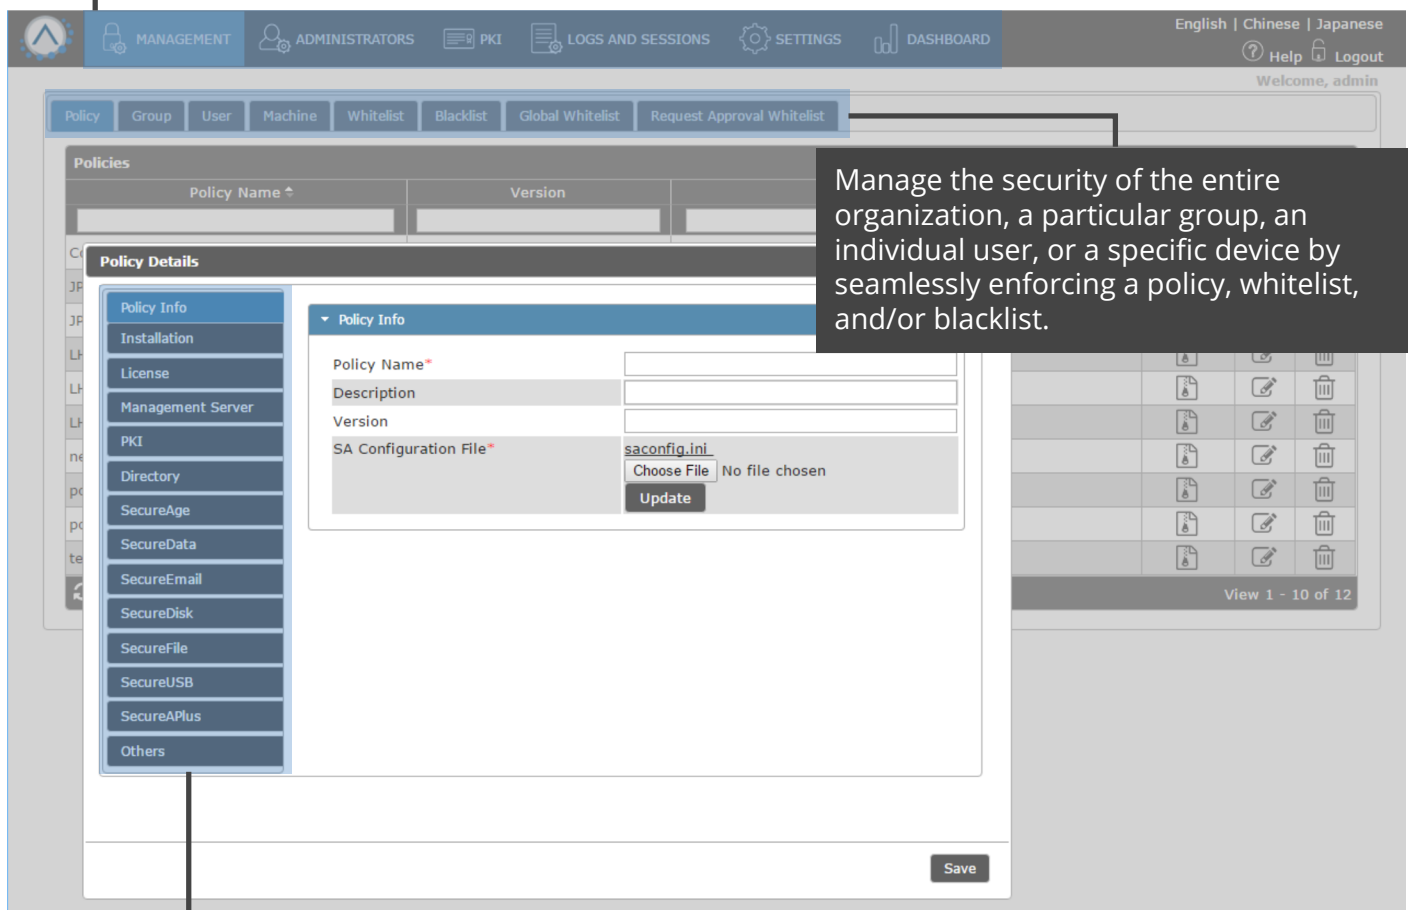 English | Chinese | Japanese
MANAGEMENT ADMINISTRATORS PKI LOGS AND SESSIONS SETTINGS DASHBOARD
Help Logout
Welcome, admin
Policy Group User Machine Whitelist Blacklist Global Whitelist Request Approval Whitelist
Policies
Policy Name Version
Manage the security of the entire
organization, a particular group, an
individual user, or a specific device by
seamlessly enforcing a policy, whitelist,
and/or blacklist.
Policy Details
Policy Info
Installation
License
Management Server
PKI
Directory
SecureAge
SecureData
SecureEmail
SecureDisk
SecureFile
SecureUSB
SecureAPlus
Others
Policy Info
Policy Name*
Description
Version
SA Configuration File* saconfig.ini
Choose File No file chosen
Update
View 1 - 10 of 12
Save